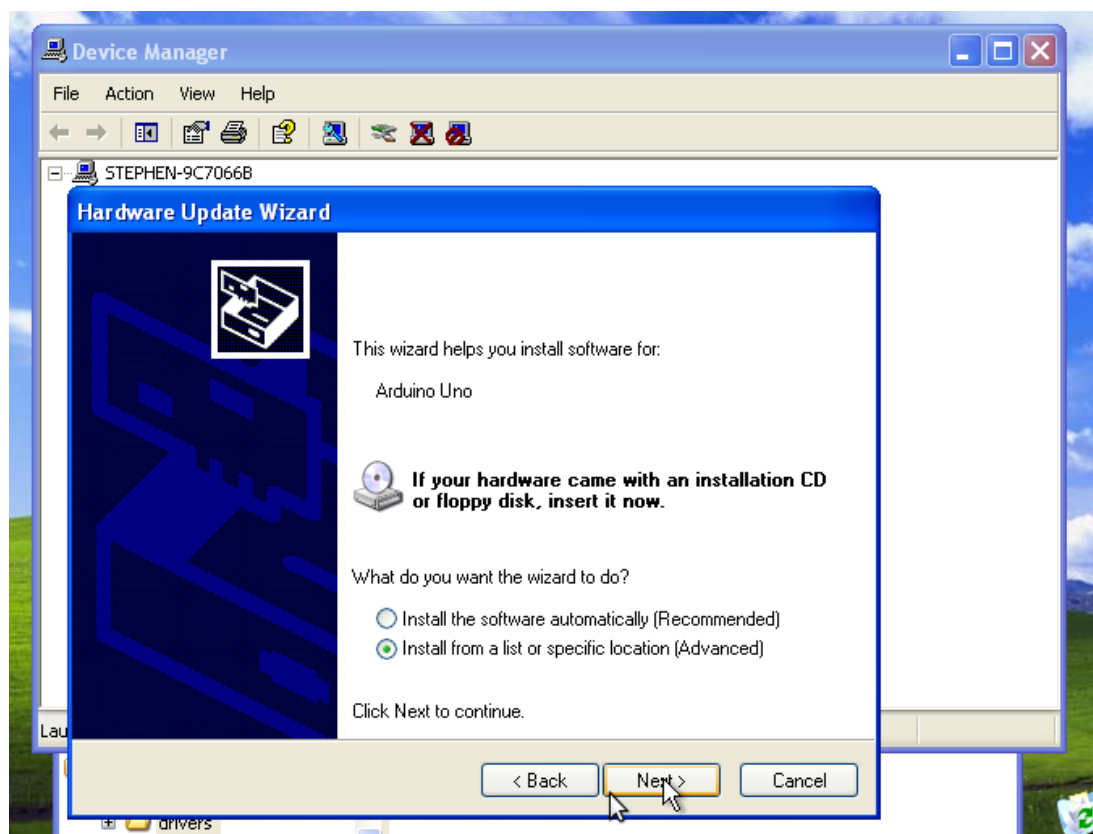 Device Manager
File Action View Help
STEPHEN-9C7066B
Hardware Update Wizard
This wizard helps you install software for:
Arduino Uno
If your hardware came with an installation CD
or floppy disk, insert it now.
What do you want the wizard to do?
Install the software automatically (Recommended)
Install from a list or specific location (Advanced)
Click Next to continue.
Lau
< Back Next > Cancel
drivers